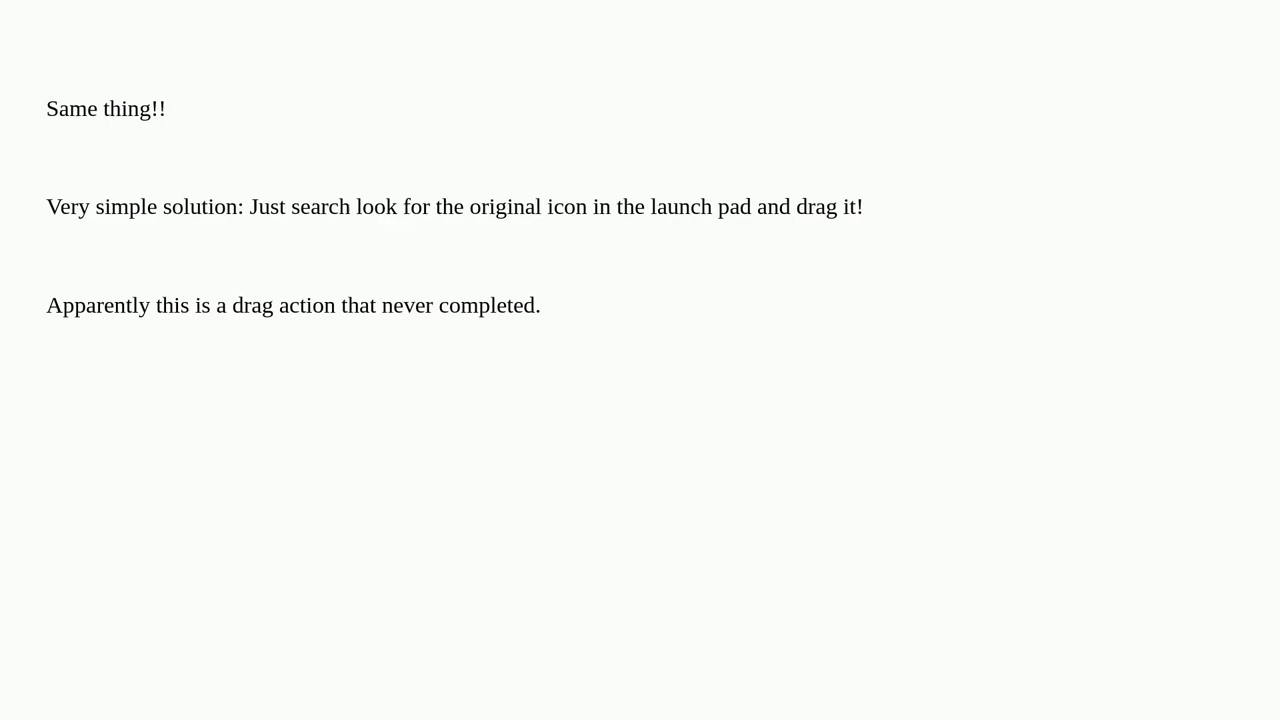 Same thing!!
Very simple solution: Just search look for the original icon in the launch pad and drag it!
Apparently this is a drag action that never completed.